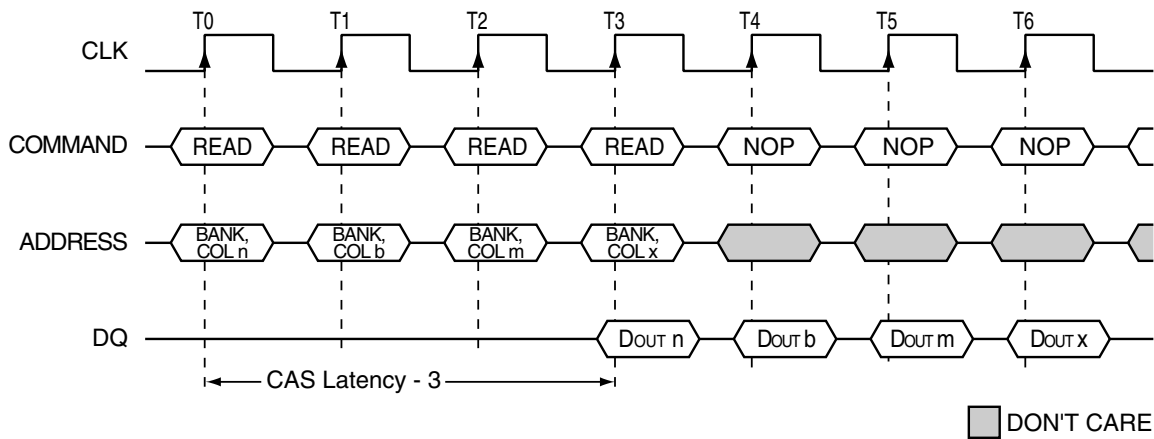 T0 T1 T2 T3 T4 T5 T6
CLK
COMMAND READ READ READ READ NOP NOP NOP
ADDRESS BANK, COL n BANK, COL b BANK, COL m BANK, COL x
DQ DOUT n DOUT b DOUT m DOUT x
CAS Latency - 3
DON'T CARE